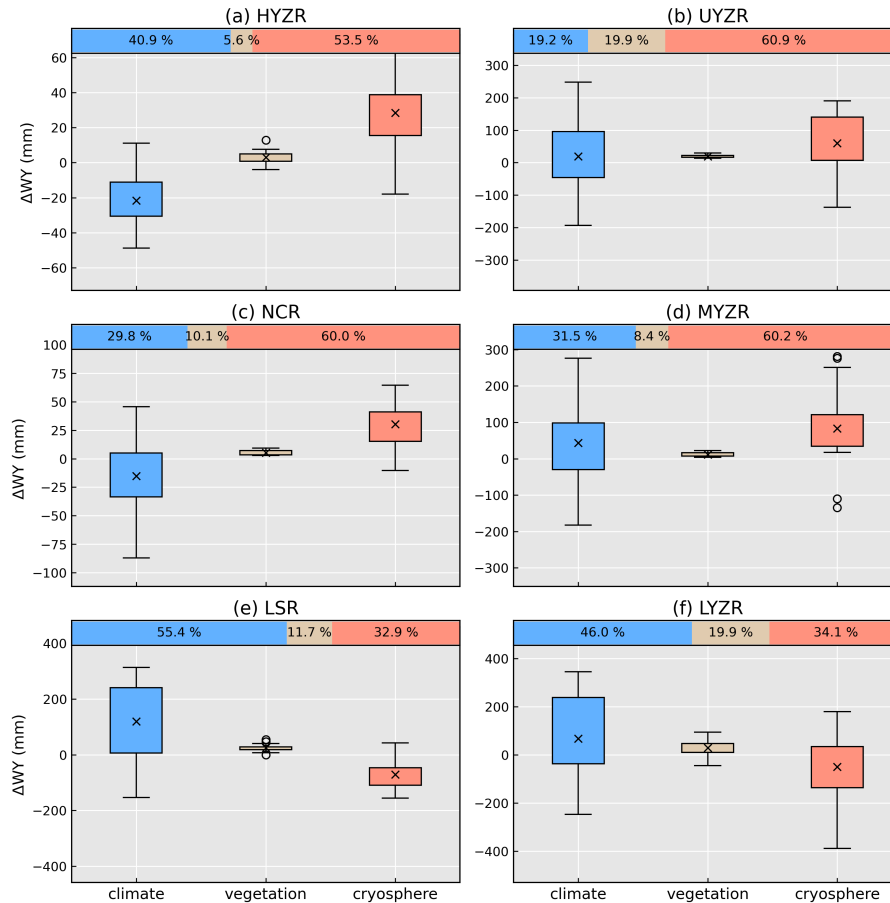 (a) HYZR
40.9 % 5.6 % 53.5 %
ΔWY (mm)
60
40
20
0
−20
−40
−60
(b) UYZR
19.2 % 19.9 % 60.9 %
300
200
100
0
−100
−200
−300
(c) NCR
29.8 % 10.1 % 60.0 %
ΔWY (mm)
100
75
50
25
0
−25
−50
−75
−100
(d) MYZR
31.5 % 8.4 % 60.2 %
300
200
100
0
−100
−200
−300
(e) LSR
55.4 % 11.7 % 32.9 %
ΔWY (mm)
400
200
0
−200
−400
climate vegetation cryosphere
(f) LYZR
46.0 % 19.9 % 34.1 %
400
200
0
−200
−400
climate vegetation cryosphere